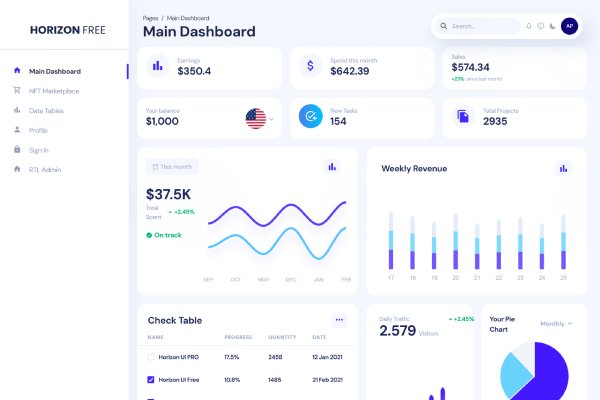 HORIZON FREE
Main Dashboard
NFT Marketplace
Data Tables
Profile
Sign In
RTL Admin
Pages / Main Dashboard
Main Dashboard
Search...
AP
Earnings
$350.4
Spend this month
$642.39
Sales
$574.34
+23% since last month
Your balance
$1,000
New Tasks
154
Total Projects
2935
This month
$37.5K
Total Spent
+2.45%
On track
SEP OCT NOV DEC JAN FEB
Weekly Revenue
17 18 19 20 21 22 23 24 25
Check Table
NAME PROGRESS QUANTITY DATE
Horizon UI PRO 17.5% 2458 12 Jan 2021
Horizon UI Free 10.8% 1485 21 Feb 2021
Daily Traffic
+2.45%
2.579 Visitors
Your Pie
Chart
Monthly